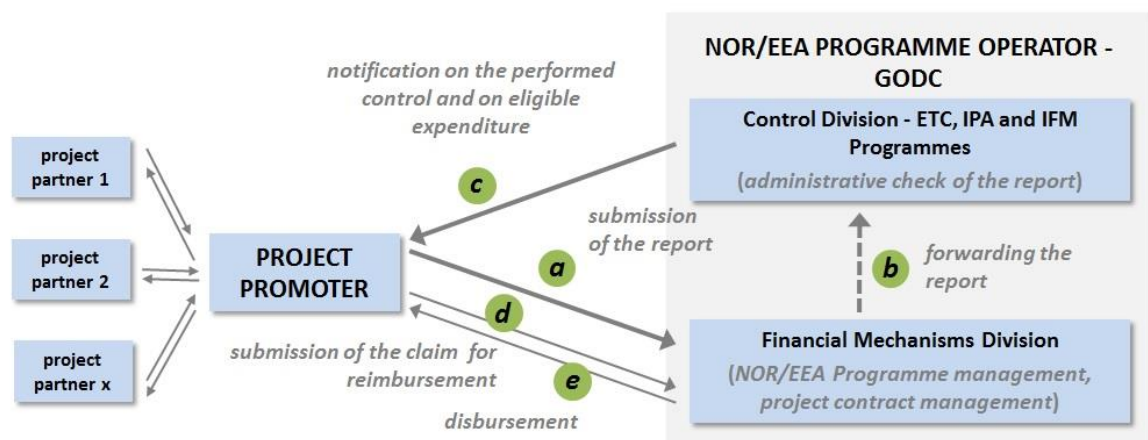 NOR/EEA PROGRAMME OPERATOR -
GODC
notification on the performed
control and on eligible
expenditure
Control Division - ETC, IPA and IFM
Programmes
(administrative check of the report)
project
partner 1
c
submission
of the report
project
partner 2
PROJECT
PROMOTER
a
b
forwarding the
report
d
project
partner x
submission of the claim for
reimbursement
e
disbursement
Financial Mechanisms Division
(NOR/EEA Programme management,
project contract management)